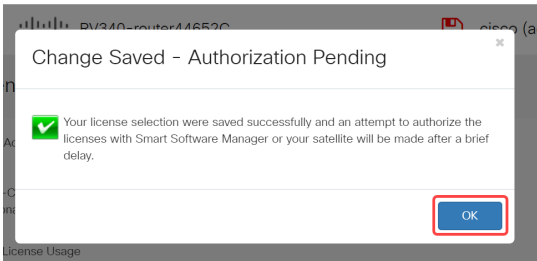 RV340-router44652C
cisco (a
Change Saved - Authorization Pending
×
Your license selection were saved successfully and an attempt to authorize the
licenses with Smart Software Manager or your satellite will be made after a brief
delay.
OK
License Usage